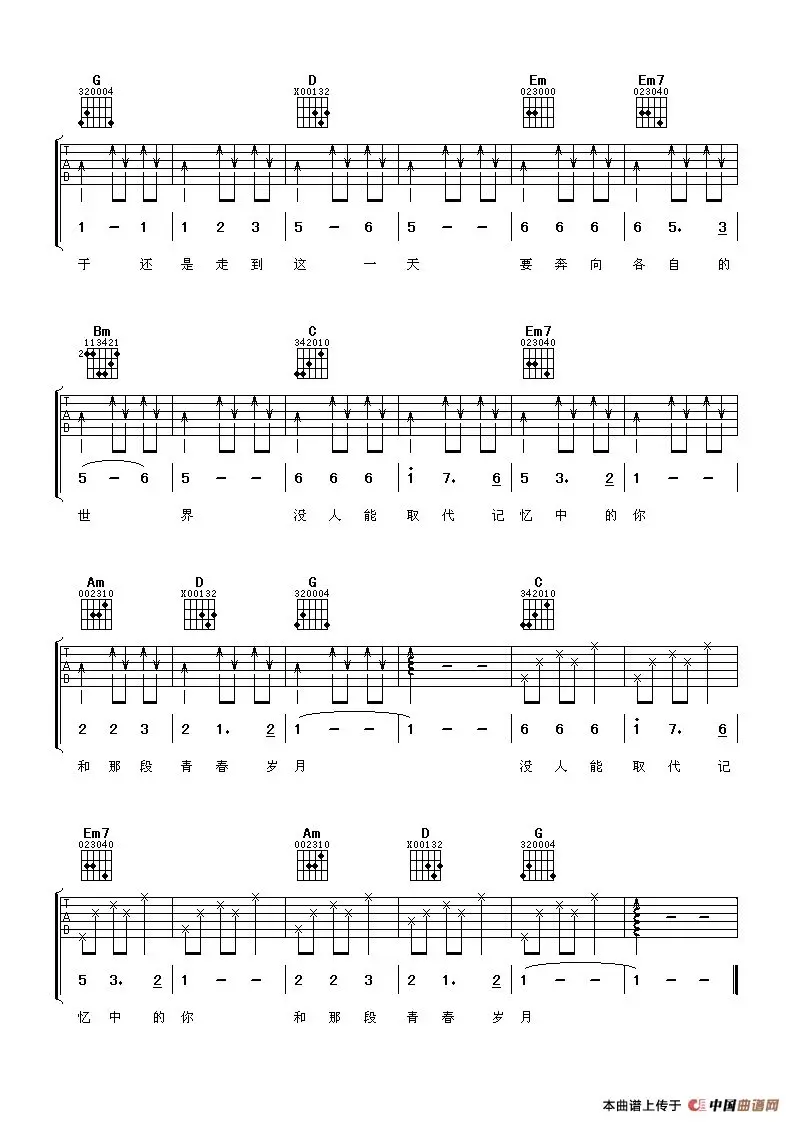 G D Em Em7
320004 X00132 023000 023040
T
A
B
1 - 1 | 1 2 3 | 5 - 6 | 5 - - | 6 6 6 | 6 5. 3 |
于 还 是 走 到 这 一 天 要 奔 向 各 自 的
Bm C Em7
113421 342010 023040
2
T
A
B
5 - 6 | 5 - - | 6 6 6 | 1 7. 6 | 5 3. 2 | 1 - - |
世 界 没 人 能 取 代 记 忆 中 的 你
Am D G C
002310 X00132 320004 342010
T
A
B
2 2 3 | 2 1. 2 | 1 - - | 1 - - | 6 6 6 | 1 7. 6 |
和 那 段 青 春 岁 月 没 人 能 取 代 记
Em7 Am D G
023040 002310 X00132 320004
T
A
B
5 3. 2 | 1 - - | 2 2 3 | 2 1. 2 | 1 - - | 1 - - ‖
忆 中 的 你 和 那 段 青 春 岁 月
本曲谱上传于 中国曲谱网